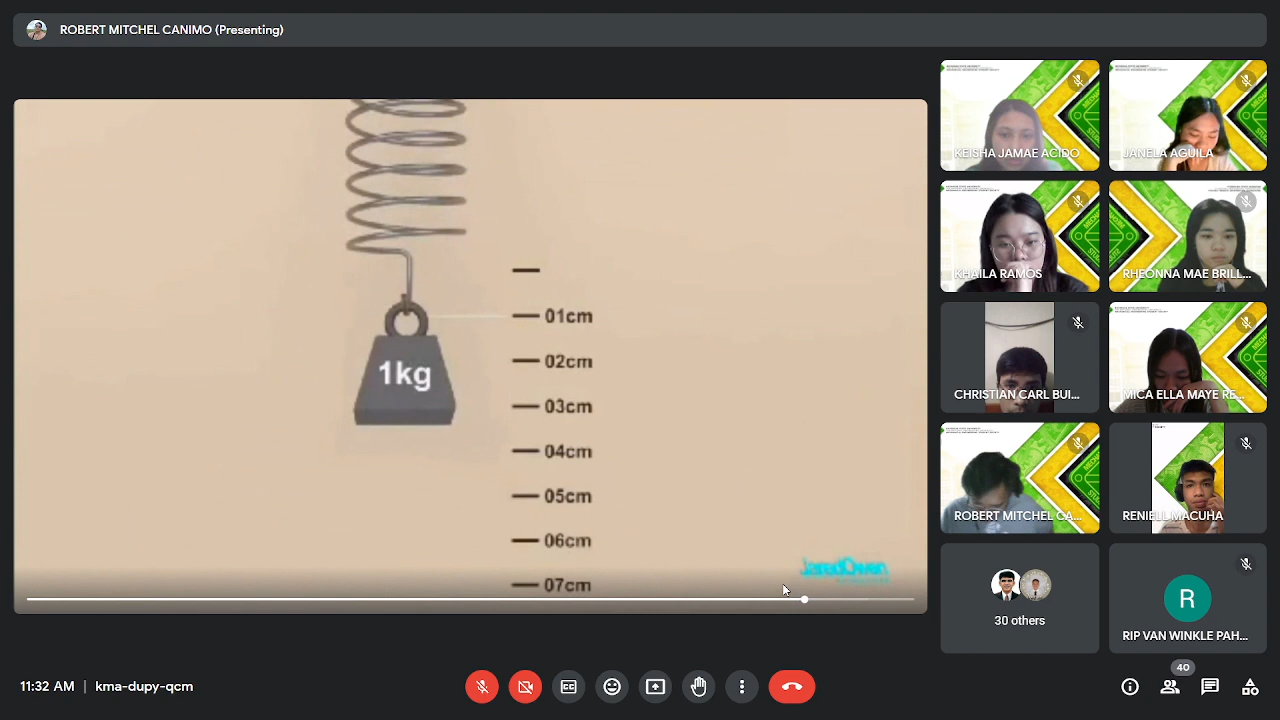 ROBERT MITCHEL CANIMO (Presenting)
1kg
01cm
02cm
03cm
04cm
05cm
06cm
07cm
JaredOwen
KEISHA JAMAE ACIDO
JANELA AGUILA
KHAILA RAMOS
RHEONNA MAE BRILL...
CHRISTIAN CARL BUI...
MICA ELLA MAYE RE...
ROBERT MITCHEL CA...
RENIELL MACUHA
30 others
R
RIP VAN WINKLE PAH...
11:32 AM | kma-dupy-qcm
40